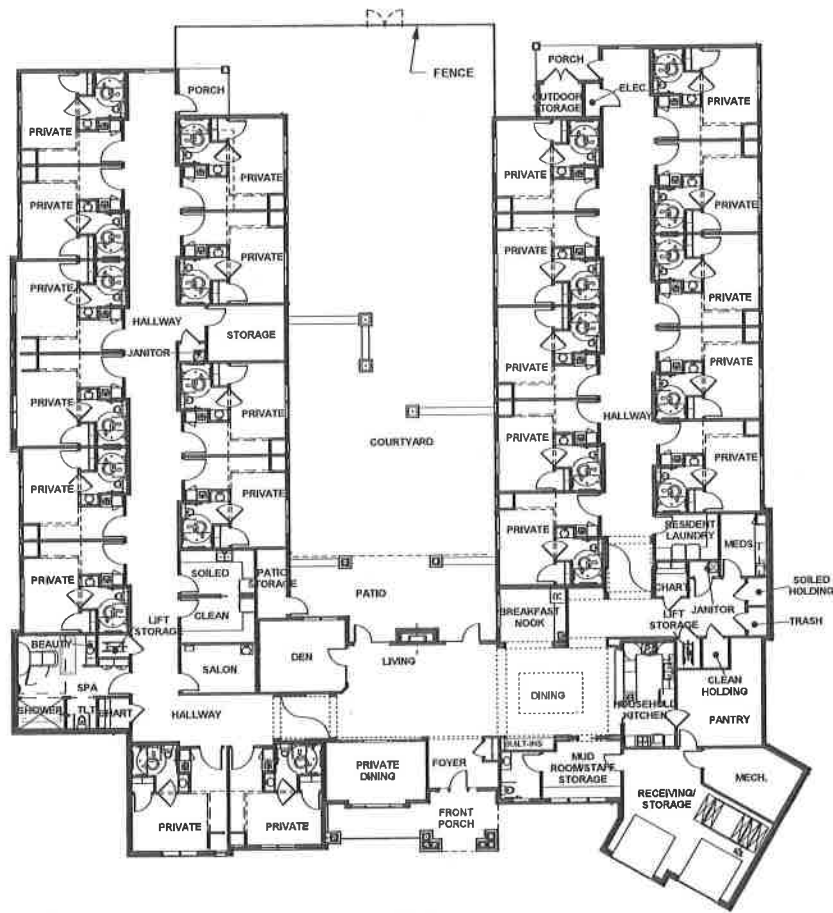 FENCE
PORCH
PORCH
ELEC.
OUTDOOR
STORAGE
PRIVATE
PRIVATE
PRIVATE
PRIVATE
PRIVATE
PRIVATE
PRIVATE
PRIVATE
PRIVATE
PRIVATE
PRIVATE
PRIVATE
PRIVATE
HALLWAY
STORAGE
JANITOR
PRIVATE
PRIVATE
PRIVATE
PRIVATE
HALLWAY
COURTYARD
PRIVATE
PRIVATE
PRIVATE
PRIVATE
PRIVATE
RESIDENT
LAUNDRY
MEDS.
SOILED
PATIO
STORAGE
PATIO
CHART
SOILED
HOLDING
JANITOR
CLEAN
BREAKFAST
NOOK
LIFT
STORAGE
TRASH
LIFT
STORAGE
BEAUTY
SALON
DEN
LIVING
CLEAN
HOLDING
SPA
DINING
SHOWER
TLT
CHART
HALLWAY
HOUSEHOLD
KITCHEN
PANTRY
BUILT-INS
PRIVATE
DINING
FOYER
MUD
ROOM/STAFF
STORAGE
MECH.
RECEIVING/
STORAGE
FRONT
PORCH
PRIVATE
PRIVATE